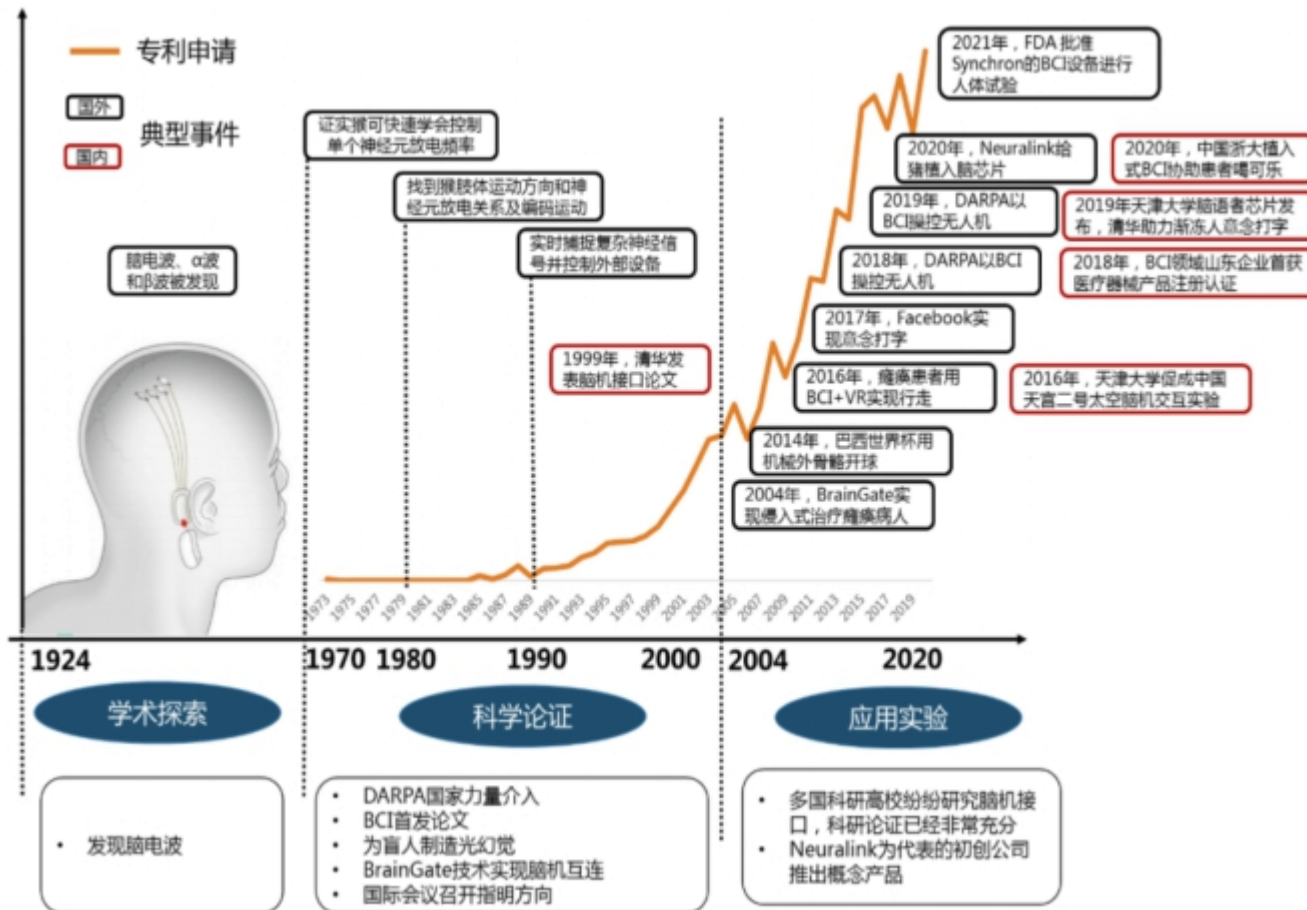 专利申请
国外
典型事件
国内
脑电波、α波
和β波被发现
证实猴可快速学会控制
单个神经元放电频率
找到猴肢体运动方向和神
经元放电关系及编码运动
实时捕捉复杂神经信
号并控制外部设备
1999年，清华发
表脑机接口论文
2021年，FDA 批准
Synchron的BCI设备进行
人体试验
2020年，Neuralink给
猪植入脑芯片
2020年，中国浙大植入
式BCI协助患者喝可乐
2019年，DARPA以
BCI操控无人机
2019年天津大学脑语者芯片发
布，清华助力渐冻人意念打字
2018年，DARPA以BCI
操控无人机
2018年，BCI领域山东企业首获
医疗器械产品注册认证
2017年，Facebook实
现意念打字
2016年，瘫痪患者用
BCI+VR实现行走
2016年，天津大学促成中国
天宫二号太空脑机交互实验
2014年，巴西世界杯用
机械外骨骼开球
2004年，BrainGate实
现侵入式治疗瘫痪病人
1973 1975 1977 1979 1981 1983 1985 1987 1989 1991 1993 1995 1997 1999 2001 2003 2005 2007 2009 2011 2013 2015 2017 2019
1924 1970 1980 1990 2000 2004 2020
学术探索 科学论证 应用实验
• 发现脑电波
• DARPA国家力量介入
• BCI首发论文
• 为盲人制造光幻觉
• BrainGate技术实现脑机互连
• 国际会议召开指明方向
• 多国科研高校纷纷研究脑机接
口，科研论证已经非常充分
• Neuralink为代表的初创公司
推出概念产品